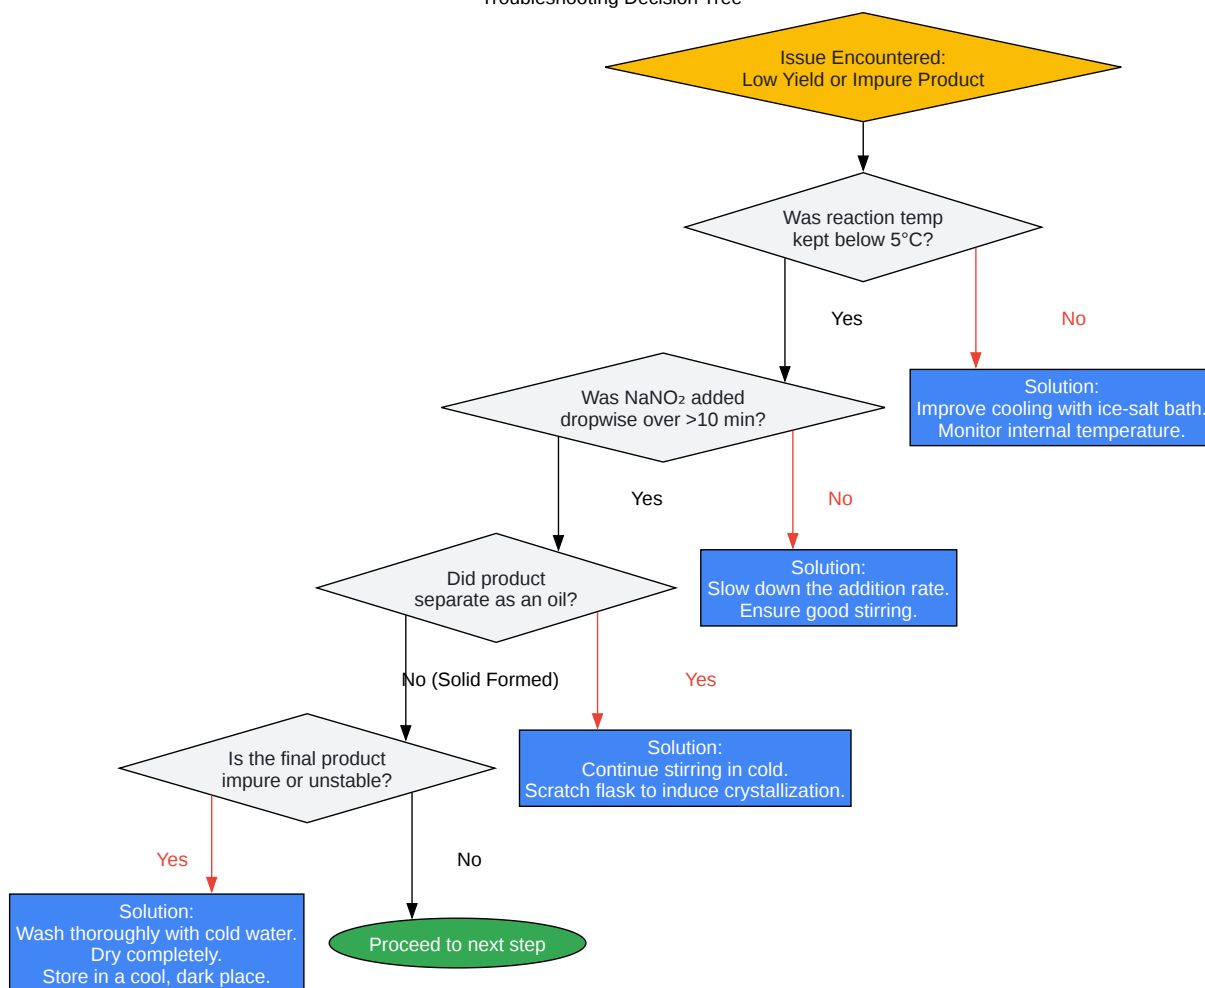 Troubleshooting Decision Tree
Issue Encountered:
Low Yield or Impure Product
Was reaction temp
kept below 5°C?
Yes
No
Was NaNO₂ added
dropwise over >10 min?
Solution:
Improve cooling with ice-salt bath.
Monitor internal temperature.
Yes
No
Did product
separate as an oil?
Solution:
Slow down the addition rate.
Ensure good stirring.
No (Solid Formed)
Yes
Is the final product
impure or unstable?
Solution:
Continue stirring in cold.
Scratch flask to induce crystallization.
Yes
No
Solution:
Wash thoroughly with cold water.
Dry completely.
Store in a cool, dark place.
Proceed to next step